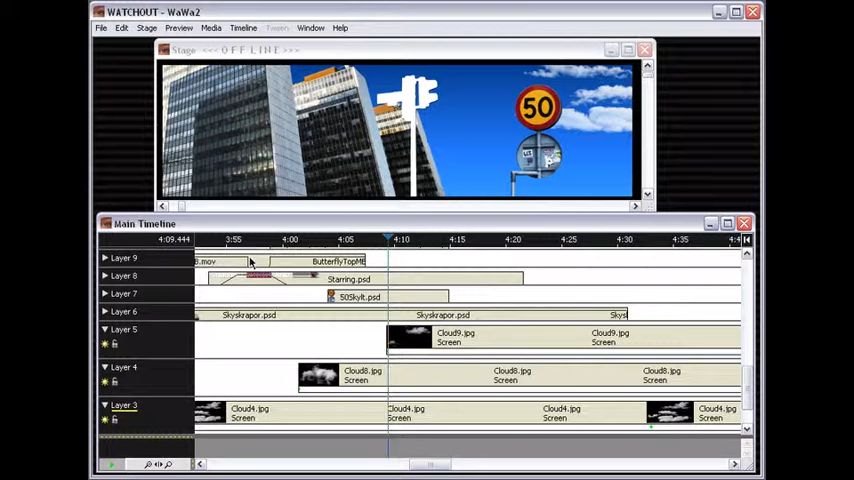 WATCHOUT - WaWa2
File Edit Stage Preview Media Timeline Tween Window Help
Stage <<< O F F L I N E >>>
50
Main Timeline
4:09.444 3:55 4:00 4:05 4:10 4:15 4:20 4:25 4:30 4:35 4:4
Layer 9 8.mov ButterflyTopME
Layer 8 Starring.psd
Layer 7 50Skylt.psd
Layer 6 Skyskrapor.psd Skyskrapor.psd Skysl
Layer 5 Cloud9.jpg Cloud9.jpg
Screen Screen
Layer 4 Cloud8.jpg Cloud8.jpg Cloud8.jpg
Screen Screen Screen
Layer 3 Cloud4.jpg Cloud4.jpg Cloud4.jpg Cloud4.jpg
Screen Screen Screen Screen